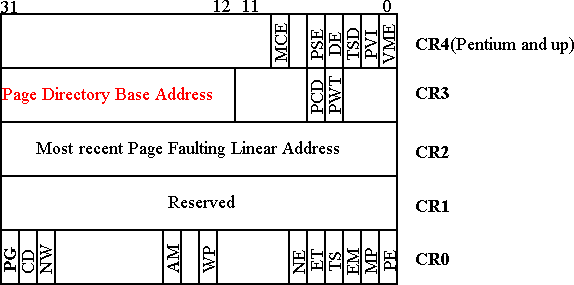 31 12 11 0
MCE PSE DE TSD PVI VME CR4(Pentium and up)
Page Directory Base Address PCD PWT CR3
Most recent Page Faulting Linear Address CR2
Reserved CR1
PG CD NW AM WP NE ET TS EM MP PE CR0